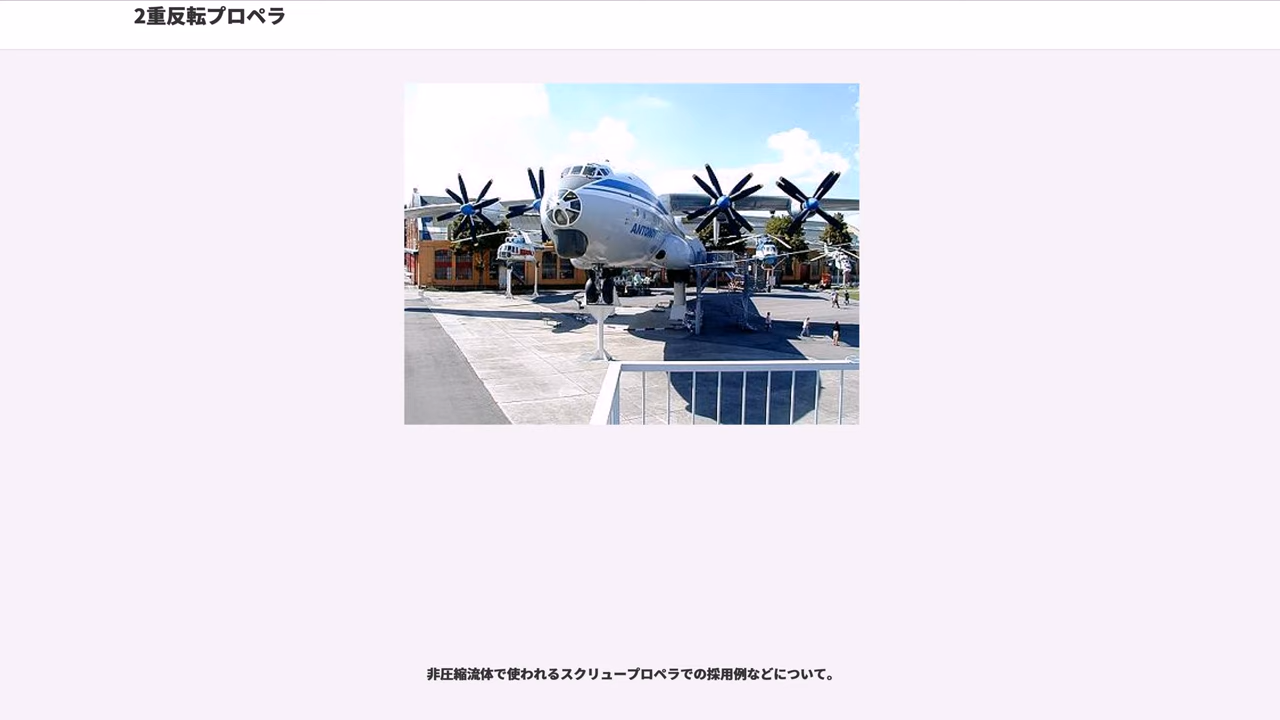 2重反転プロペラ
ANTONOV
非圧縮流体で使われるスクリュープロペラでの採用例などについて。